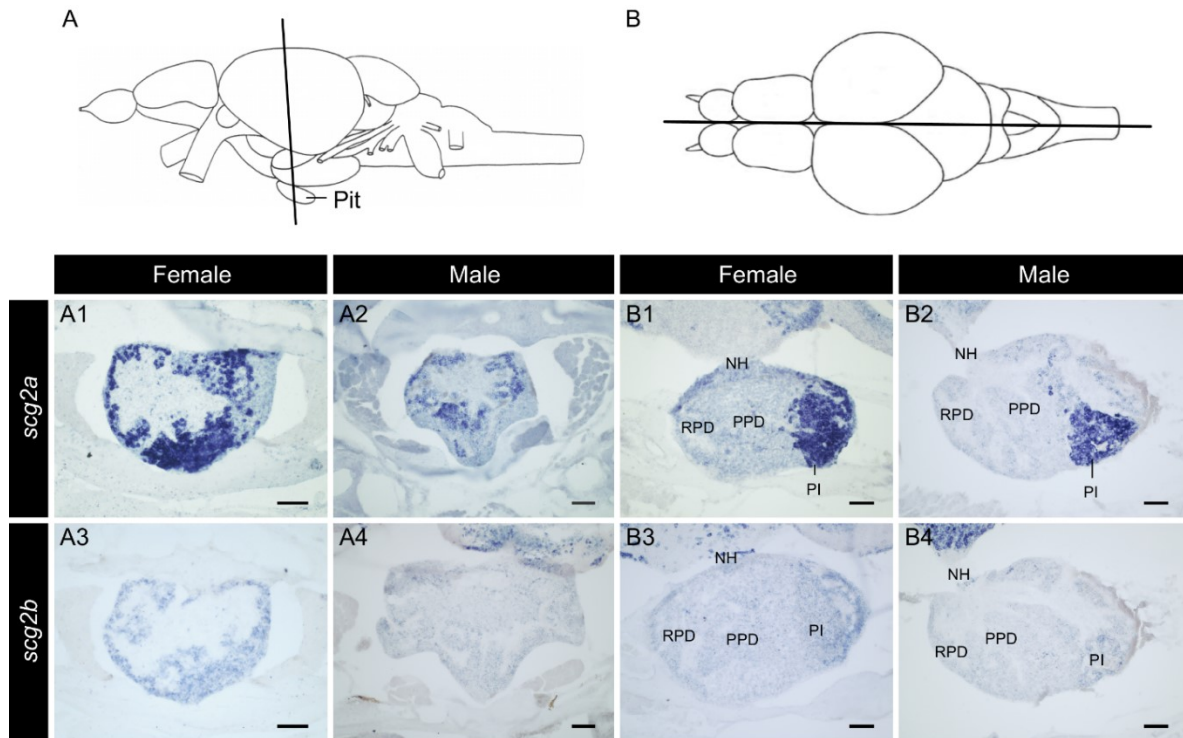 A
B
Pit
Female
Male
Female
Male
scg2a
A1
A2
B1
B2
NH
RPD
PPD
PI
NH
RPD
PPD
PI
scg2b
A3
A4
B3
B4
NH
RPD
PPD
PI
NH
RPD
PPD
PI